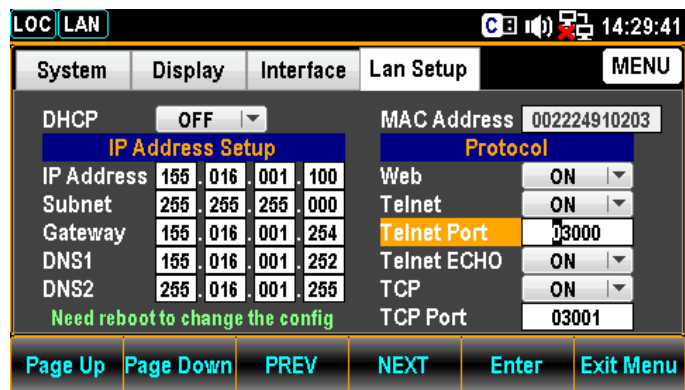 LOC LAN C 14:29:41
System Display Interface Lan Setup MENU
DHCP OFF
IP Address Setup
IP Address 155 . 016 . 001 . 100
Subnet 255 . 255 . 255 . 000
Gateway 155 . 016 . 001 . 254
DNS1 155 . 016 . 001 . 252
DNS2 255 . 016 . 001 . 255
Need reboot to change the config
MAC Address 002224910203
Protocol
Web ON
Telnet ON
Telnet Port 03000
Telnet ECHO ON
TCP ON
TCP Port 03001
Page Up Page Down PREV NEXT Enter Exit Menu